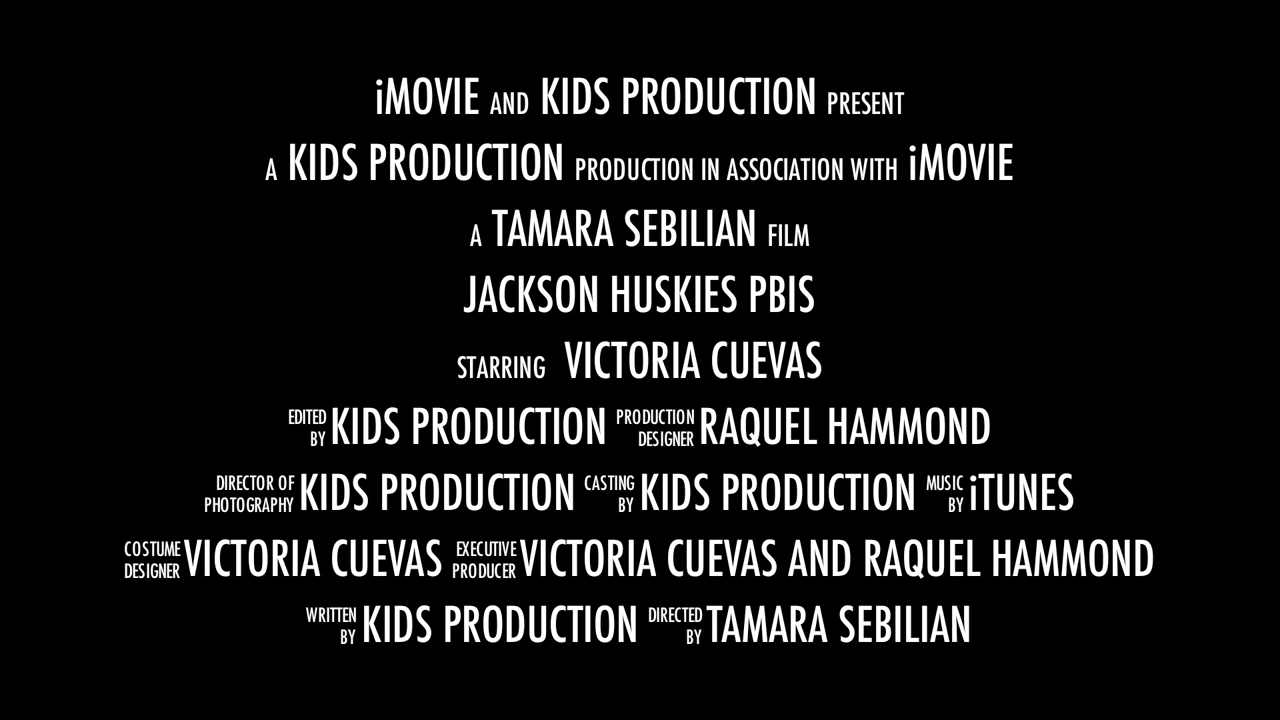 iMOVIE AND KIDS PRODUCTION PRESENT
A KIDS PRODUCTION PRODUCTION IN ASSOCIATION WITH iMOVIE
A TAMARA SEBILIAN FILM
JACKSON HUSKIES PBIS
STARRING VICTORIA CUEVAS
EDITED BY KIDS PRODUCTION PRODUCTION DESIGNER RAQUEL HAMMOND
DIRECTOR OF PHOTOGRAPHY KIDS PRODUCTION CASTING BY KIDS PRODUCTION MUSIC BY iTUNES
COSTUME DESIGNER VICTORIA CUEVAS EXECUTIVE PRODUCER VICTORIA CUEVAS AND RAQUEL HAMMOND
WRITTEN BY KIDS PRODUCTION DIRECTED BY TAMARA SEBILIAN